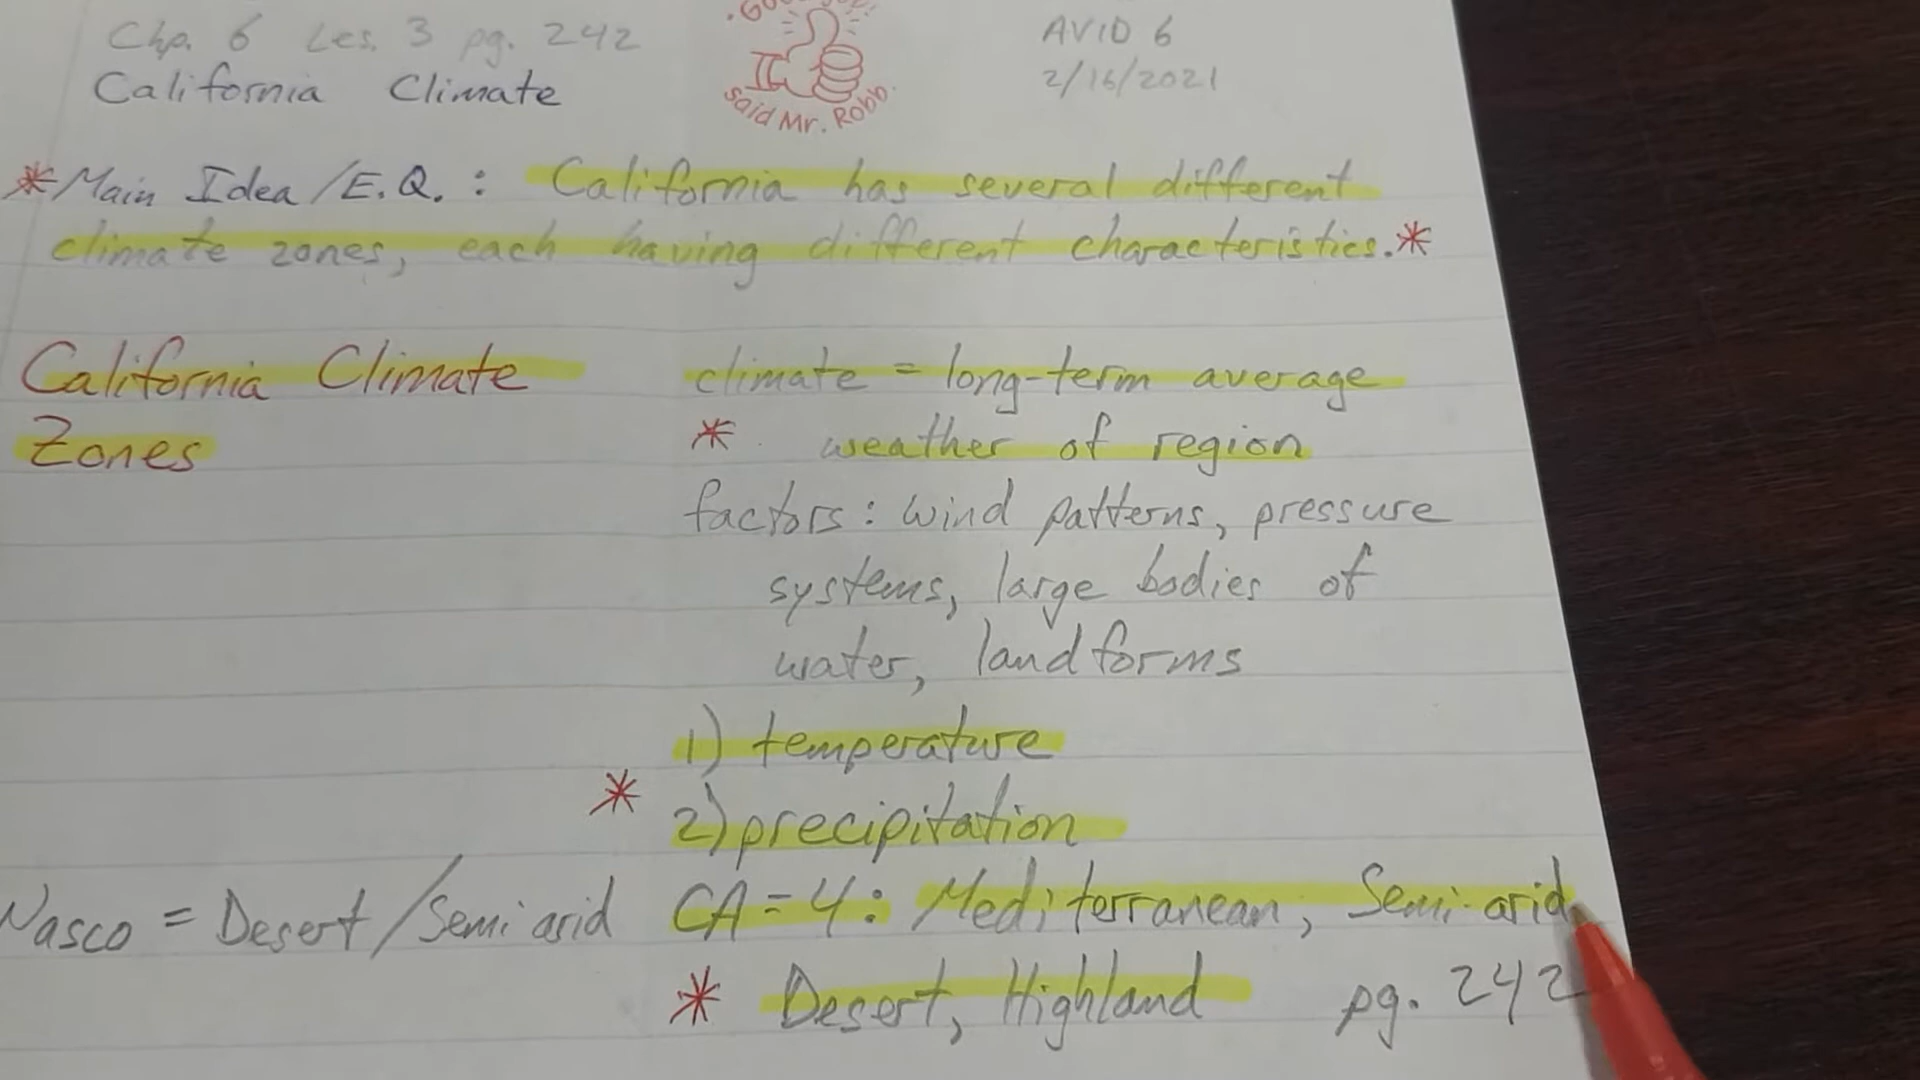 Chp. 6 Les. 3 pg. 242
California Climate
said Mr. Robb.
AVID 6
2/16/2021
*Main Idea/E.Q.: California has several different
climate zones, each having different characteristics.*
California Climate
Zones
climate = long-term average
* weather of region
factors: wind patterns, pressure
systems, large bodies of
water, landforms
1) temperature
*
2) precipitation
Wasco = Desert/Semi arid
CA = 4: Mediterranean, Semi-arid
* Desert, Highland pg. 242